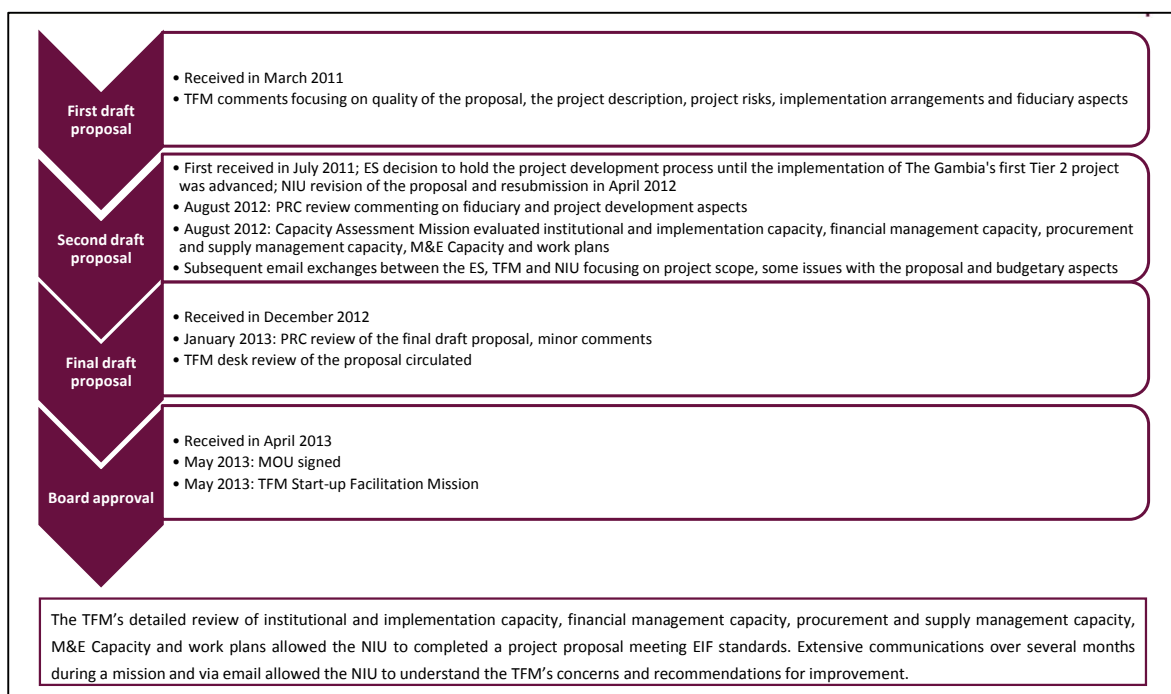 First draft
proposal
• Received in March 2011
• TFM comments focusing on quality of the proposal, the project description, project risks, implementation arrangements and fiduciary aspects
Second draft
proposal
• First received in July 2011; ES decision to hold the project development process until the implementation of The Gambia's first Tier 2 project
was advanced; NIU revision of the proposal and resubmission in April 2012
• August 2012: PRC review commenting on fiduciary and project development aspects
• August 2012: Capacity Assessment Mission evaluated institutional and implementation capacity, financial management capacity, procurement
and supply management capacity, M&E Capacity and work plans
• Subsequent email exchanges between the ES, TFM and NIU focusing on project scope, some issues with the proposal and budgetary aspects
Final draft
proposal
• Received in December 2012
• January 2013: PRC review of the final draft proposal, minor comments
• TFM desk review of the proposal circulated
Board approval
• Received in April 2013
• May 2013: MOU signed
• May 2013: TFM Start-up Facilitation Mission
The TFM's detailed review of institutional and implementation capacity, financial management capacity, procurement and supply management capacity,
M&E Capacity and work plans allowed the NIU to completed a project proposal meeting EIF standards. Extensive communications over several months
during a mission and via email allowed the NIU to understand the TFM's concerns and recommendations for improvement.